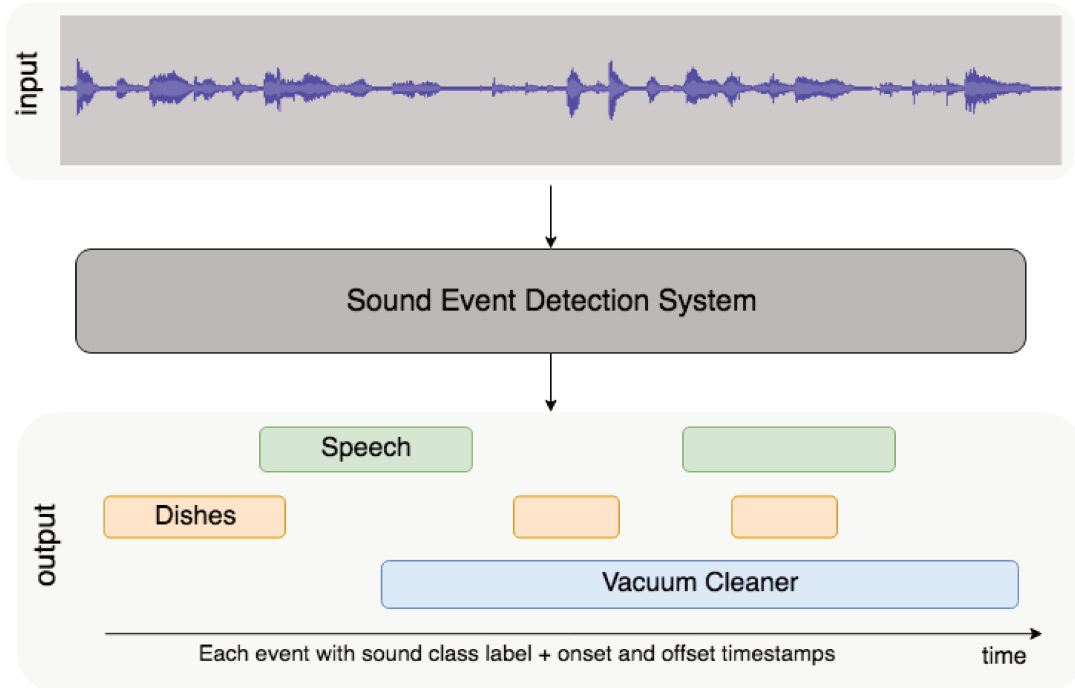 input
Sound Event Detection System
output
Speech
Dishes
Vacuum Cleaner
Each event with sound class label + onset and offset timestamps
time